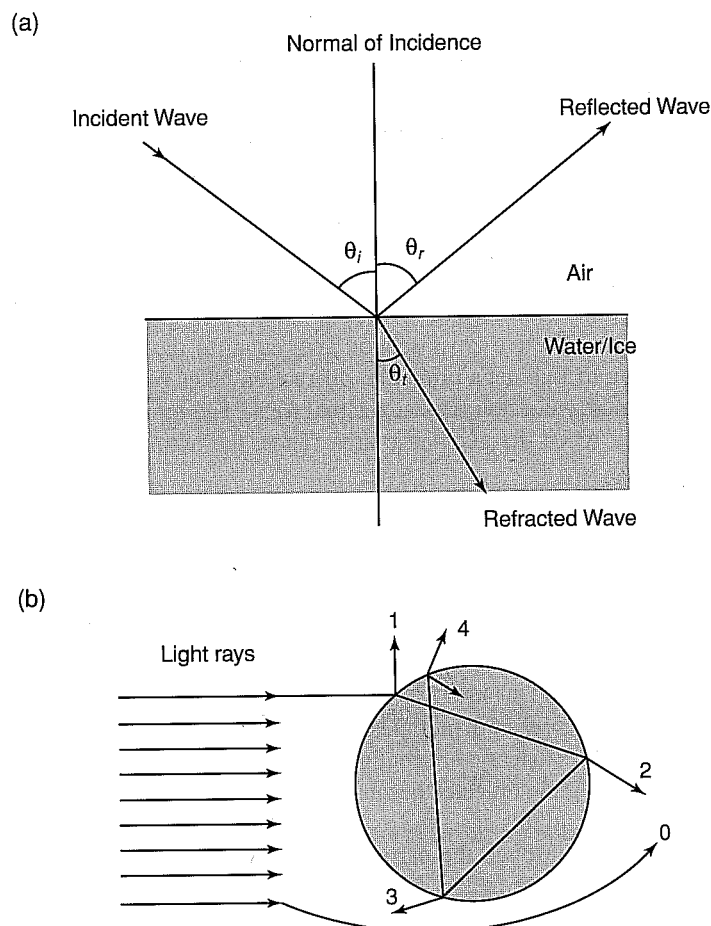 (a)
Normal of Incidence
Incident Wave
Reflected Wave
θi
θr
Air
Water/Ice
θt
Refracted Wave
(b)
Light rays
1
4
2
0
3